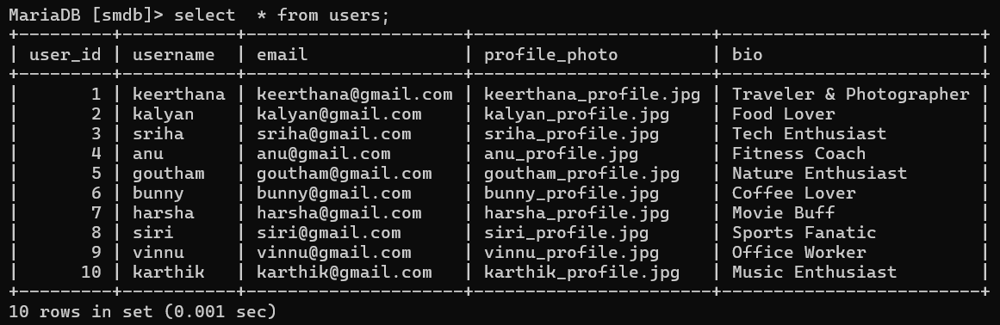 MariaDB [smdb]> select  * from users;
+---------+-----------+---------------------+-----------------------+-------------------------+
| user_id | username  | email               | profile_photo         | bio                     |
+---------+-----------+---------------------+-----------------------+-------------------------+
|       1 | keerthana | keerthana@gmail.com | keerthana_profile.jpg | Traveler & Photographer |
|       2 | kalyan    | kalyan@gmail.com    | kalyan_profile.jpg    | Food Lover              |
|       3 | sriha     | sriha@gmail.com     | sriha_profile.jpg     | Tech Enthusiast         |
|       4 | anu       | anu@gmail.com       | anu_profile.jpg       | Fitness Coach           |
|       5 | goutham   | goutham@gmail.com   | goutham_profile.jpg   | Nature Enthusiast       |
|       6 | bunny     | bunny@gmail.com     | bunny_profile.jpg     | Coffee Lover            |
|       7 | harsha    | harsha@gmail.com    | harsha_profile.jpg    | Movie Buff              |
|       8 | siri      | siri@gmail.com      | siri_profile.jpg      | Sports Fanatic          |
|       9 | vinnu     | vinnu@gmail.com     | vinnu_profile.jpg     | Office Worker           |
|      10 | karthik   | karthik@gmail.com   | karthik_profile.jpg   | Music Enthusiast        |
+---------+-----------+---------------------+-----------------------+-------------------------+
10 rows in set (0.001 sec)